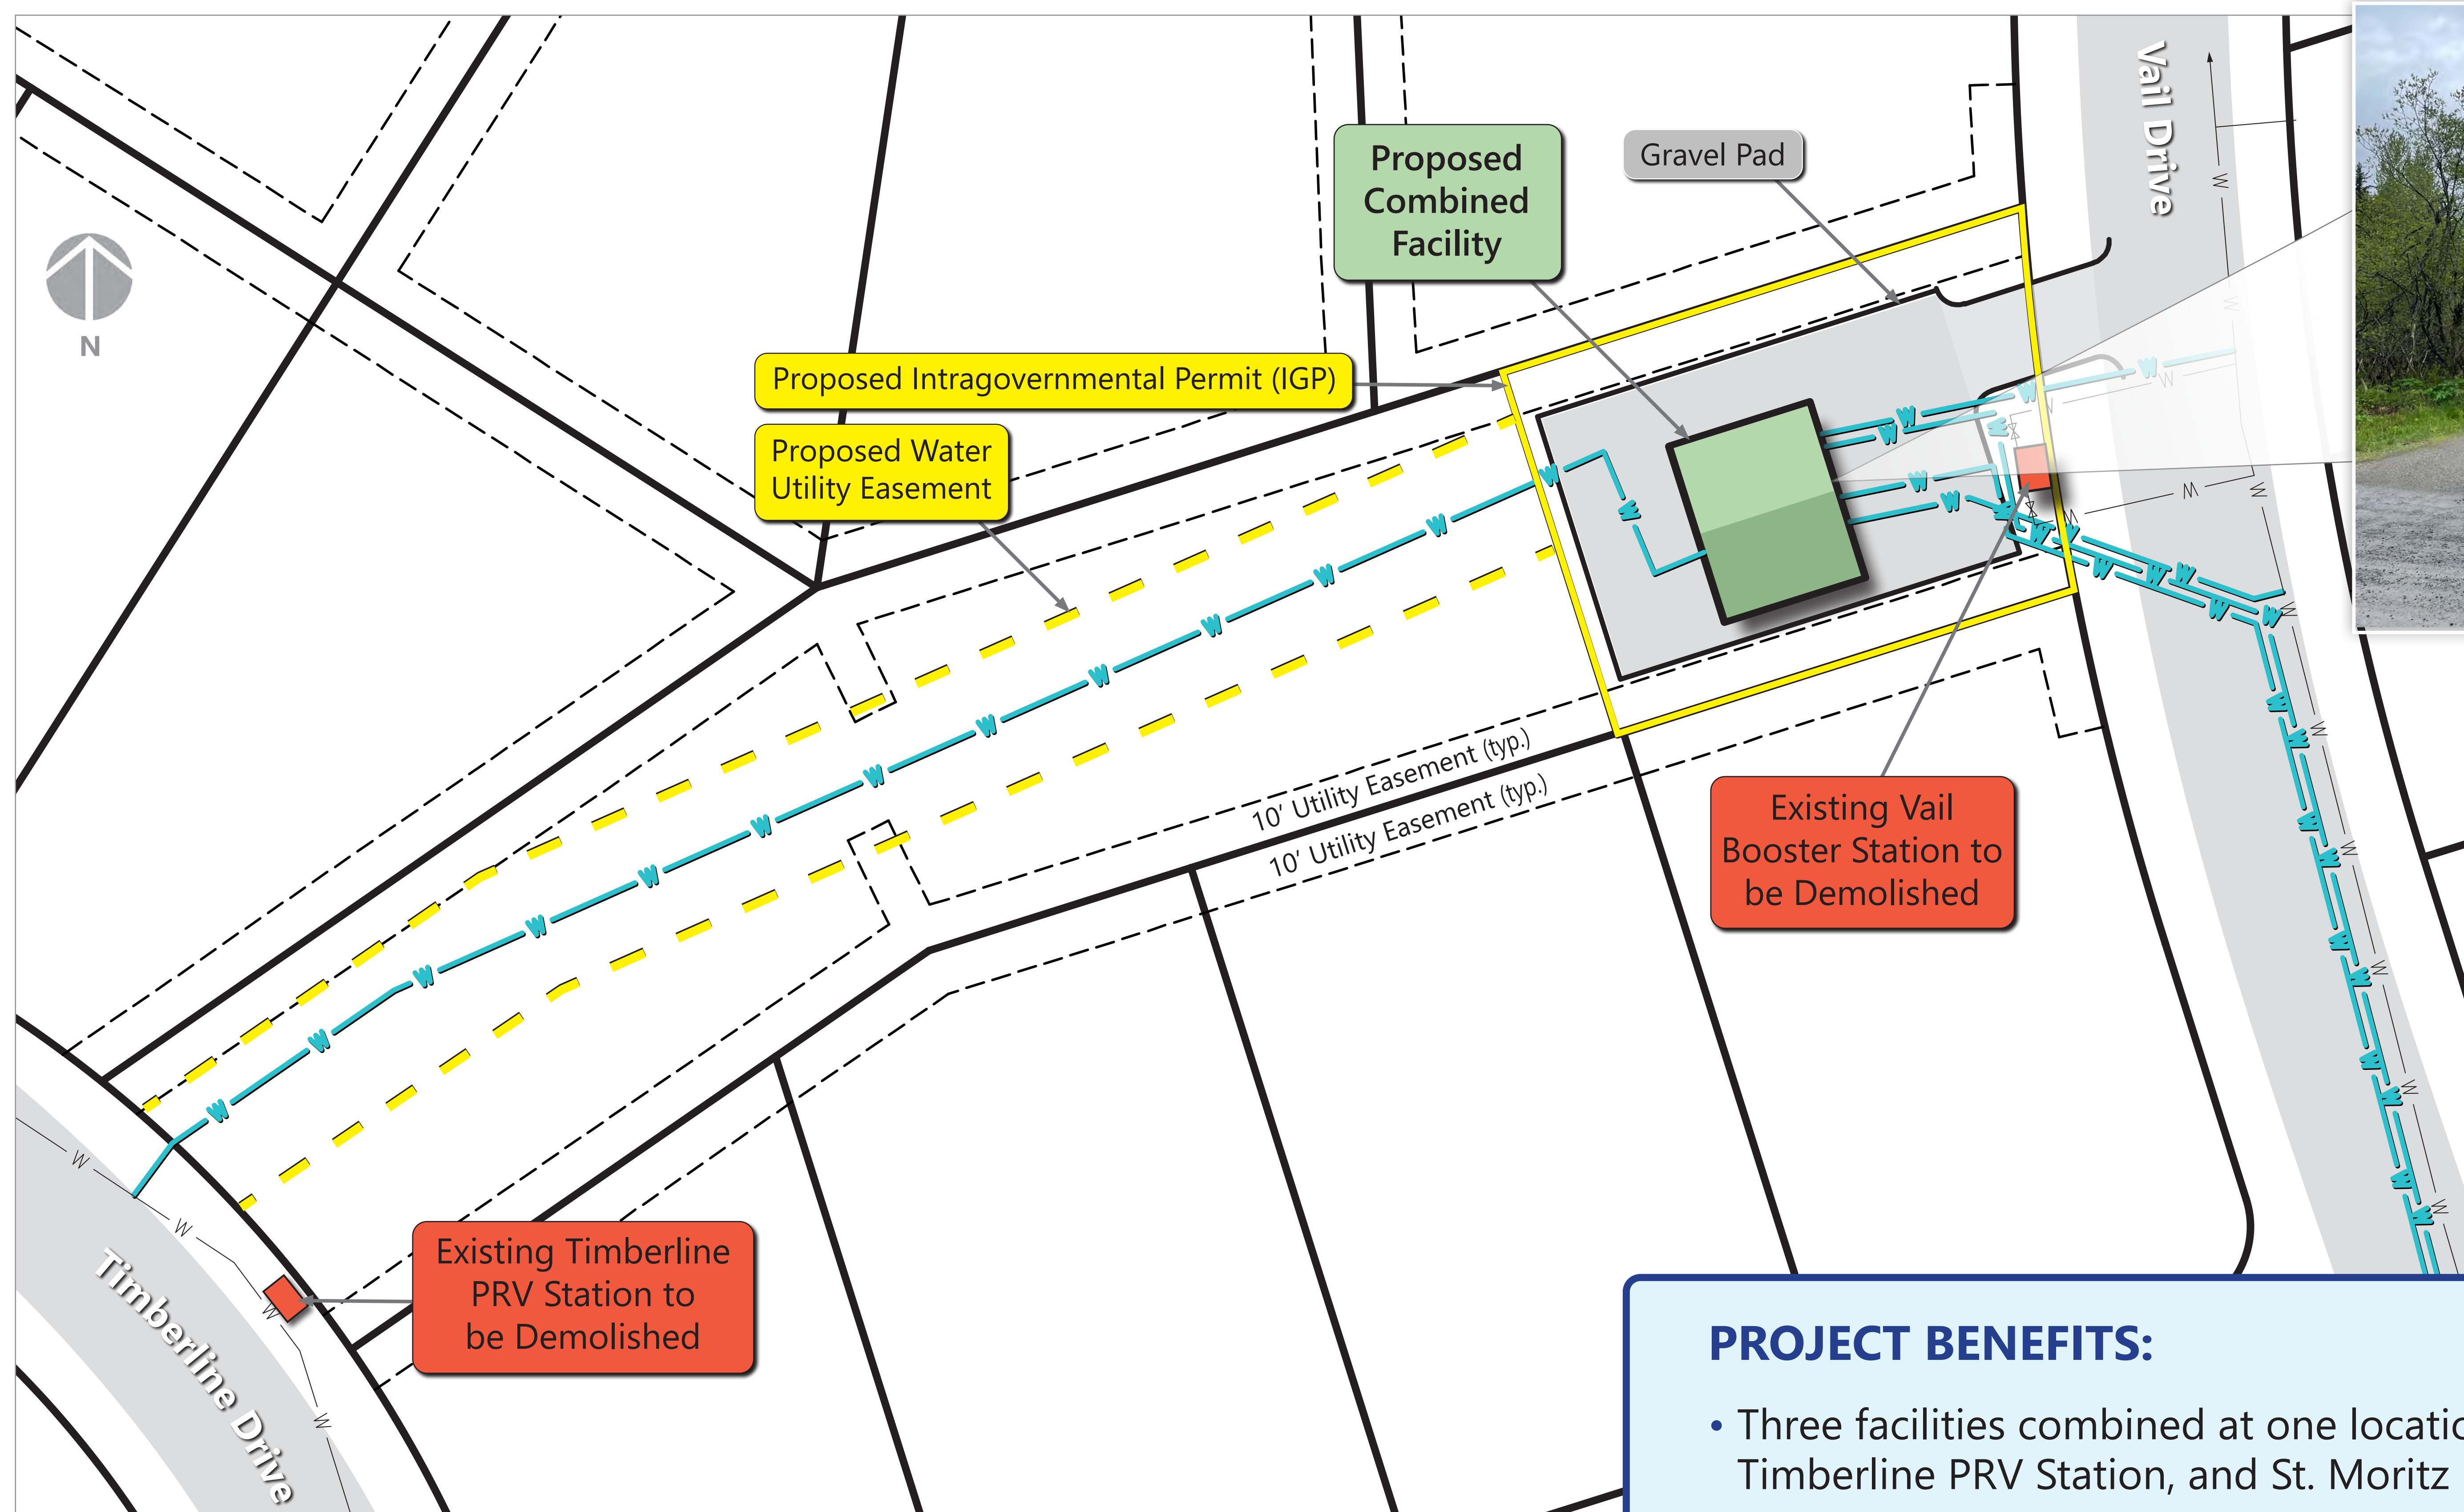 Vail Drive
Proposed
Combined
Facility
Gravel Pad
N
Proposed Intragovernmental Permit (IGP)
Proposed Water
Utility Easement
10' Utility Easement (typ.)
10' Utility Easement (typ.)
Existing Vail
Booster Station to
be Demolished
Existing Timberline
PRV Station to
be Demolished
Timberline Drive
PROJECT BENEFITS:
• Three facilities combined at one
Timberline PRV Station, and St. Moritz